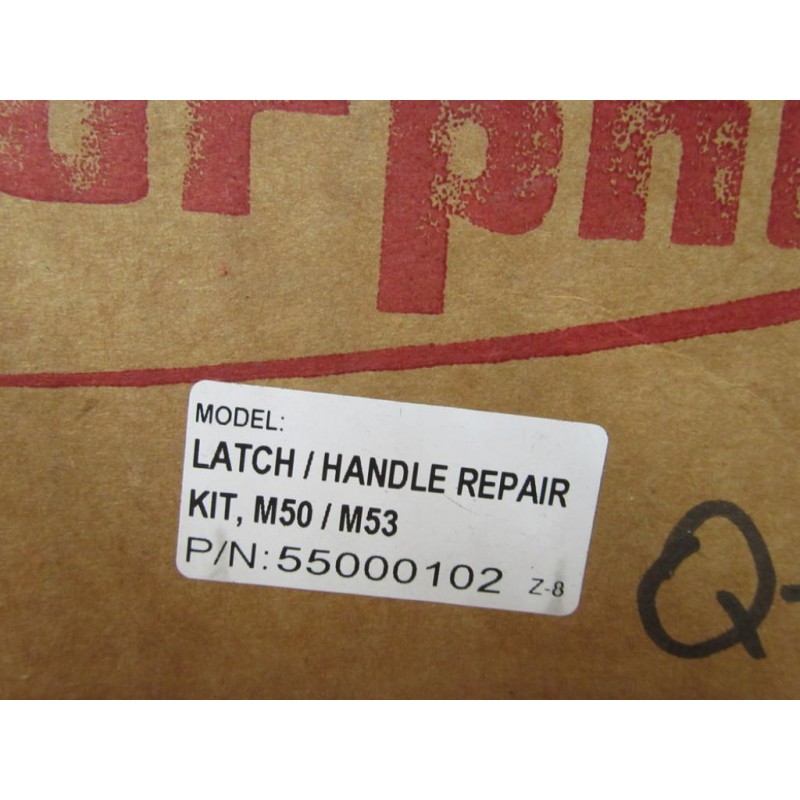 MODEL:
LATCH / HANDLE REPAIR
KIT, M50 / M53
P/N: 55000102 Z-8
Q-